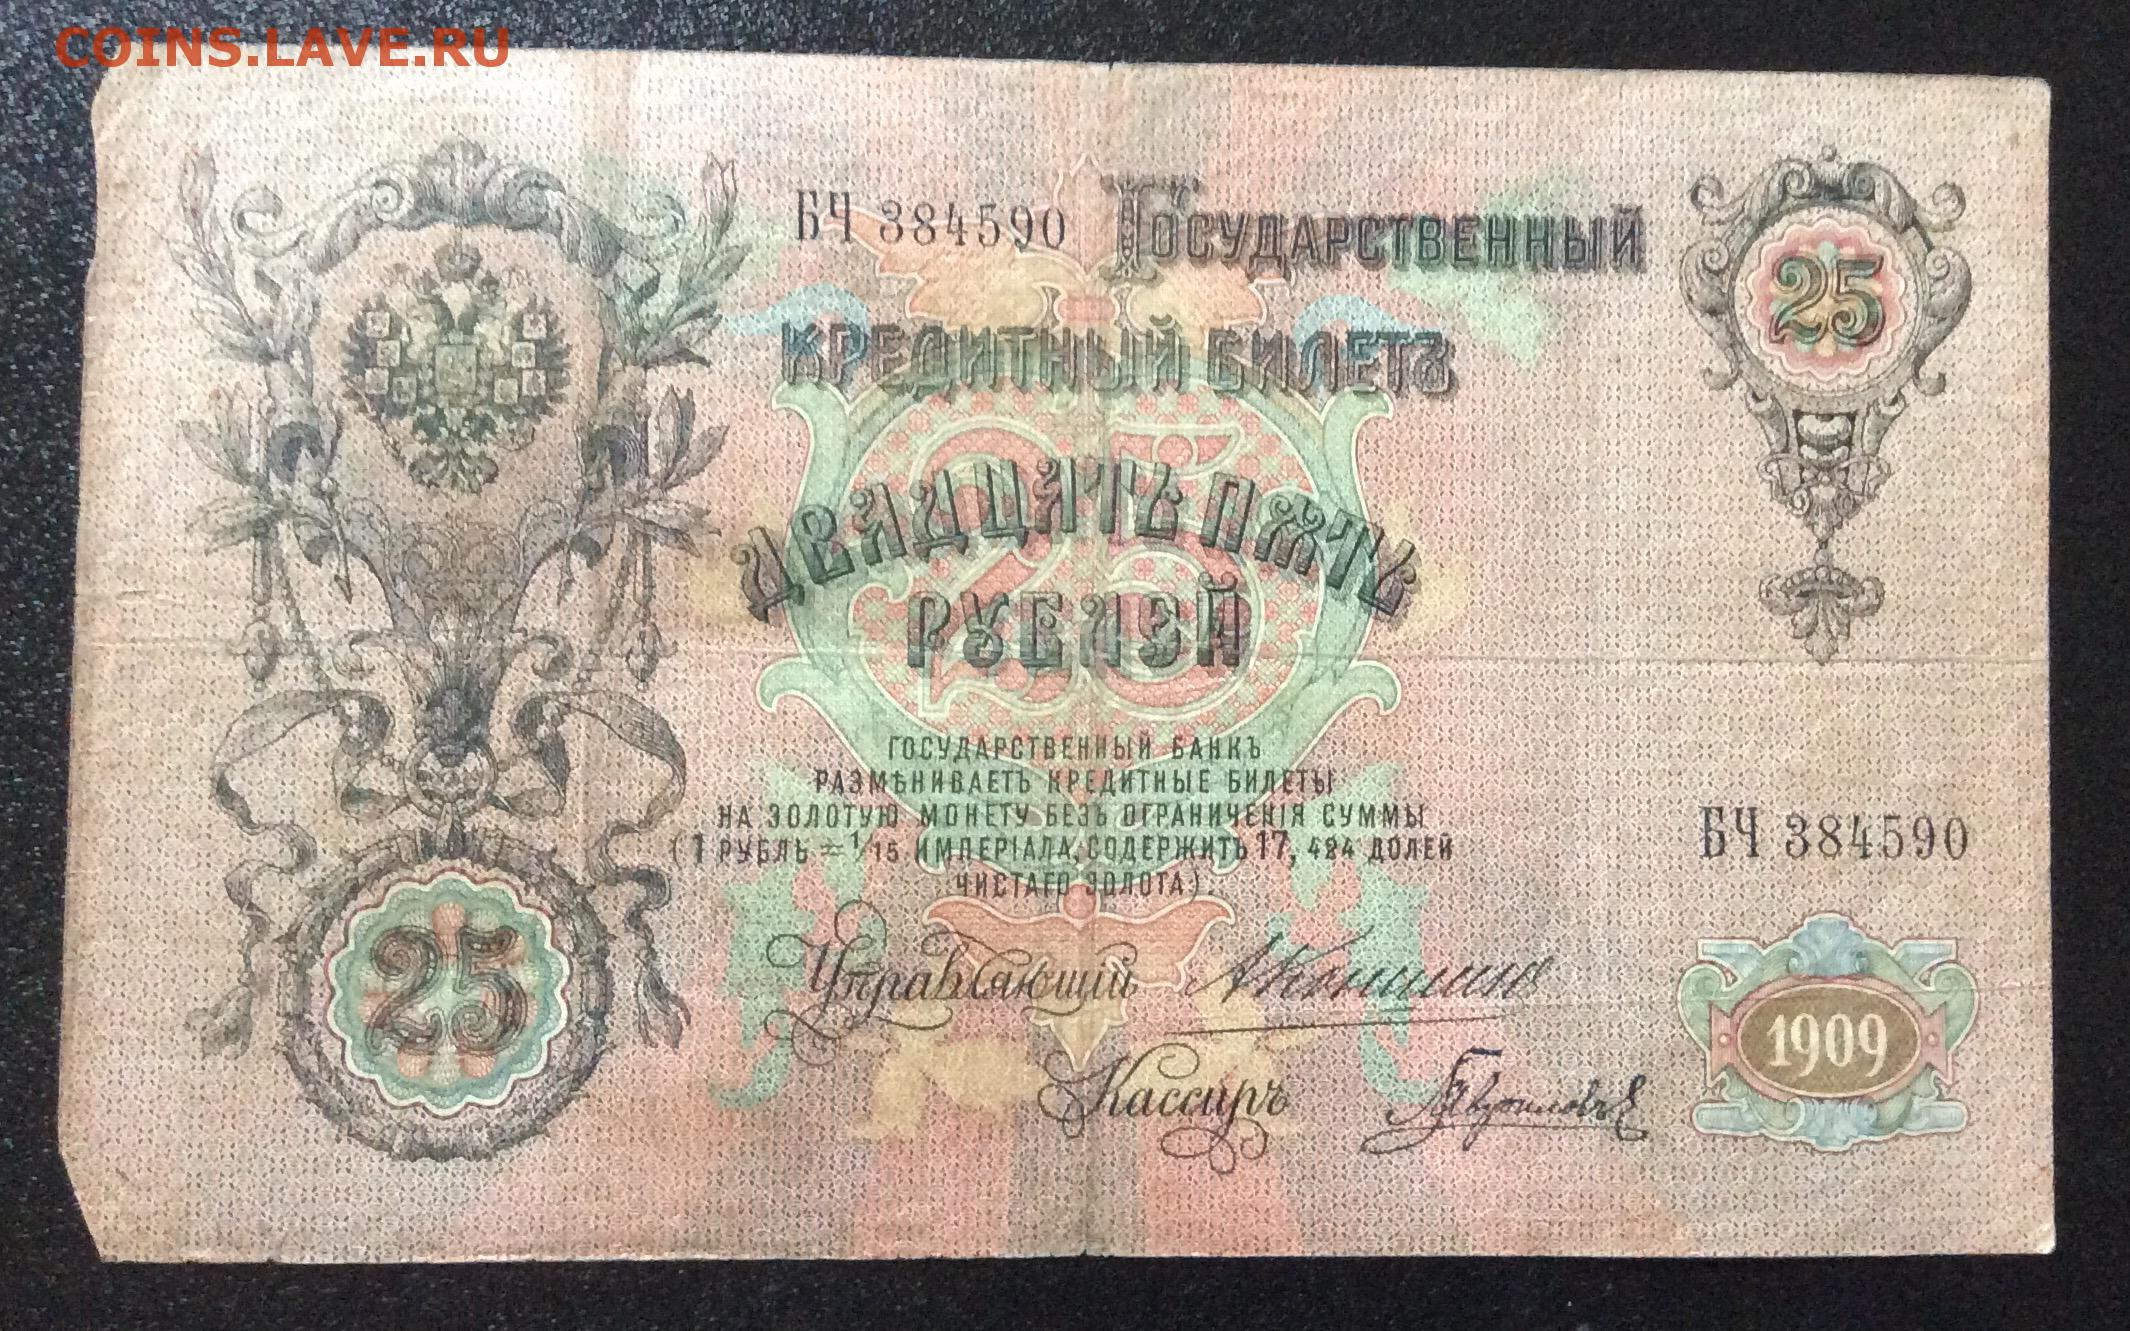 COINS.LAVE.RU
БЧ 384590
ГОСУДАРСТВЕННЫЙ
КРЕДИТНЫЙ БИЛЕТЪ
25
ДВАДЦАТЬ ПЯТЬ
РУБЛЕЙ
25
ГОСУДАРСТВЕННЫЙ БАНКЪ
РАЗМѢНИВАЕТЪ КРЕДИТНЫЕ БИЛЕТЫ
НА ЗОЛОТУЮ МОНЕТУ БЕЗЪ ОГРАНИЧЕНІЯ СУММЫ
(1 РУБЛЬ = 1/15 ИМПЕРІАЛА, СОДЕРЖИТЪ 17,424 ДОЛЕЙ
ЧИСТАГО ЗОЛОТА).
БЧ 384590
25
Управляющій АКоншинъ
Кассиръ
1909